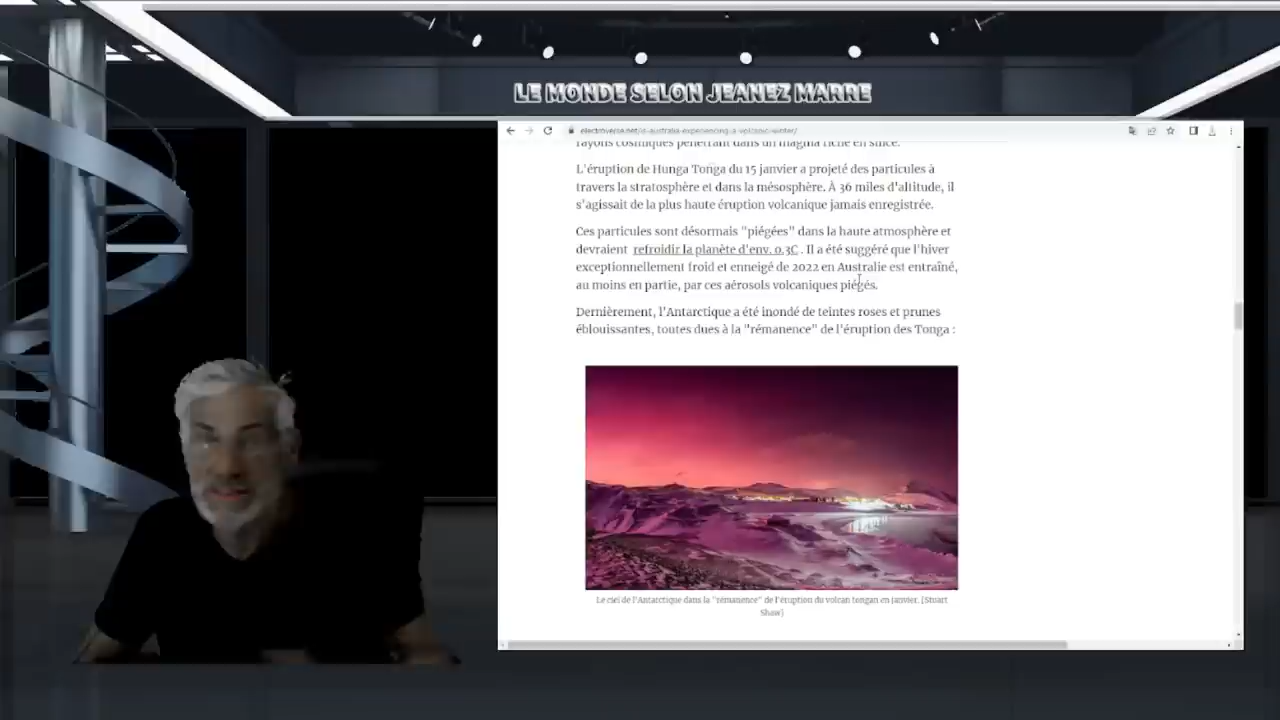 LE MONDE SELON JEANEZ MARRE
electroverse.net/is-australia-experiencing-a-volcanic-winter/
rayons cosmiques pénétrant dans un magma riche en silice.
L'éruption de Hunga Tonga du 15 janvier a projeté des particules à
travers la stratosphère et dans la mésosphère. À 36 miles d'altitude, il
s'agissait de la plus haute éruption volcanique jamais enregistrée.
Ces particules sont désormais "piégées" dans la haute atmosphère et
devraient refroidir la planète d'env. 0.3C . Il a été suggéré que l'hiver
exceptionnellement froid et enneigé de 2022 en Australie est entraîné,
au moins en partie, par ces aérosols volcaniques piégés.
Dernièrement, l'Antarctique a été inondé de teintes roses et prunes
éblouissantes, toutes dues à la "rémanence" de l'éruption des Tonga :
Le ciel de l'Antarctique dans la "rémanence" de l'éruption du volcan tongan en janvier. [Stuart
Shaw]